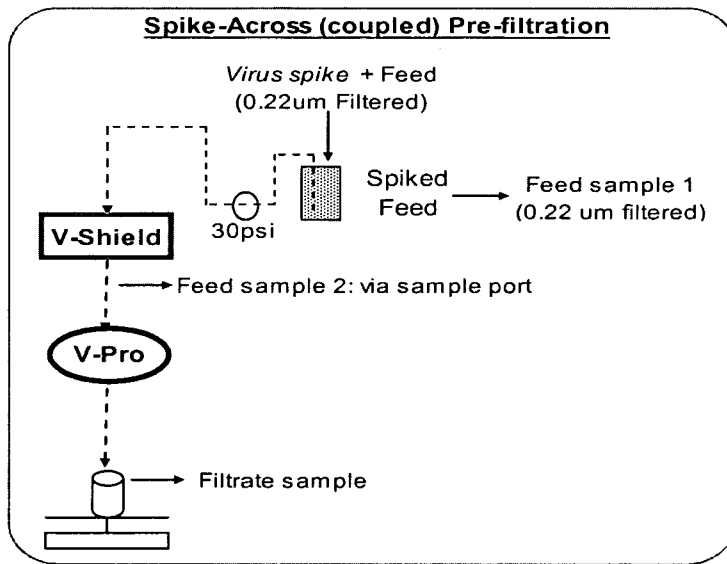 Spike-Across (coupled) Pre-filtration
Virus spike + Feed
(0.22um Filtered)
Spiked
Feed
Feed sample 1
(0.22 um filtered)
30psi
V-Shield
Feed sample 2: via sample port
V-Pro
Filtrate sample